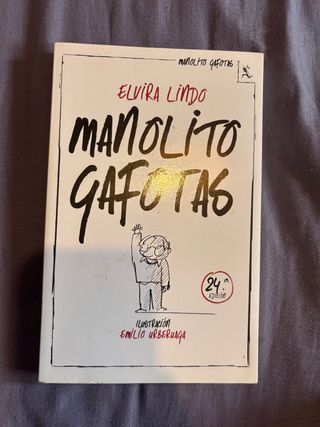 MANOLITO GAFOTAS
ELVIRA LINDO
MANOLITO
GAFOTAS
24.ª
edición
ILUSTRACIÓN
EMILIO URBERUAGA